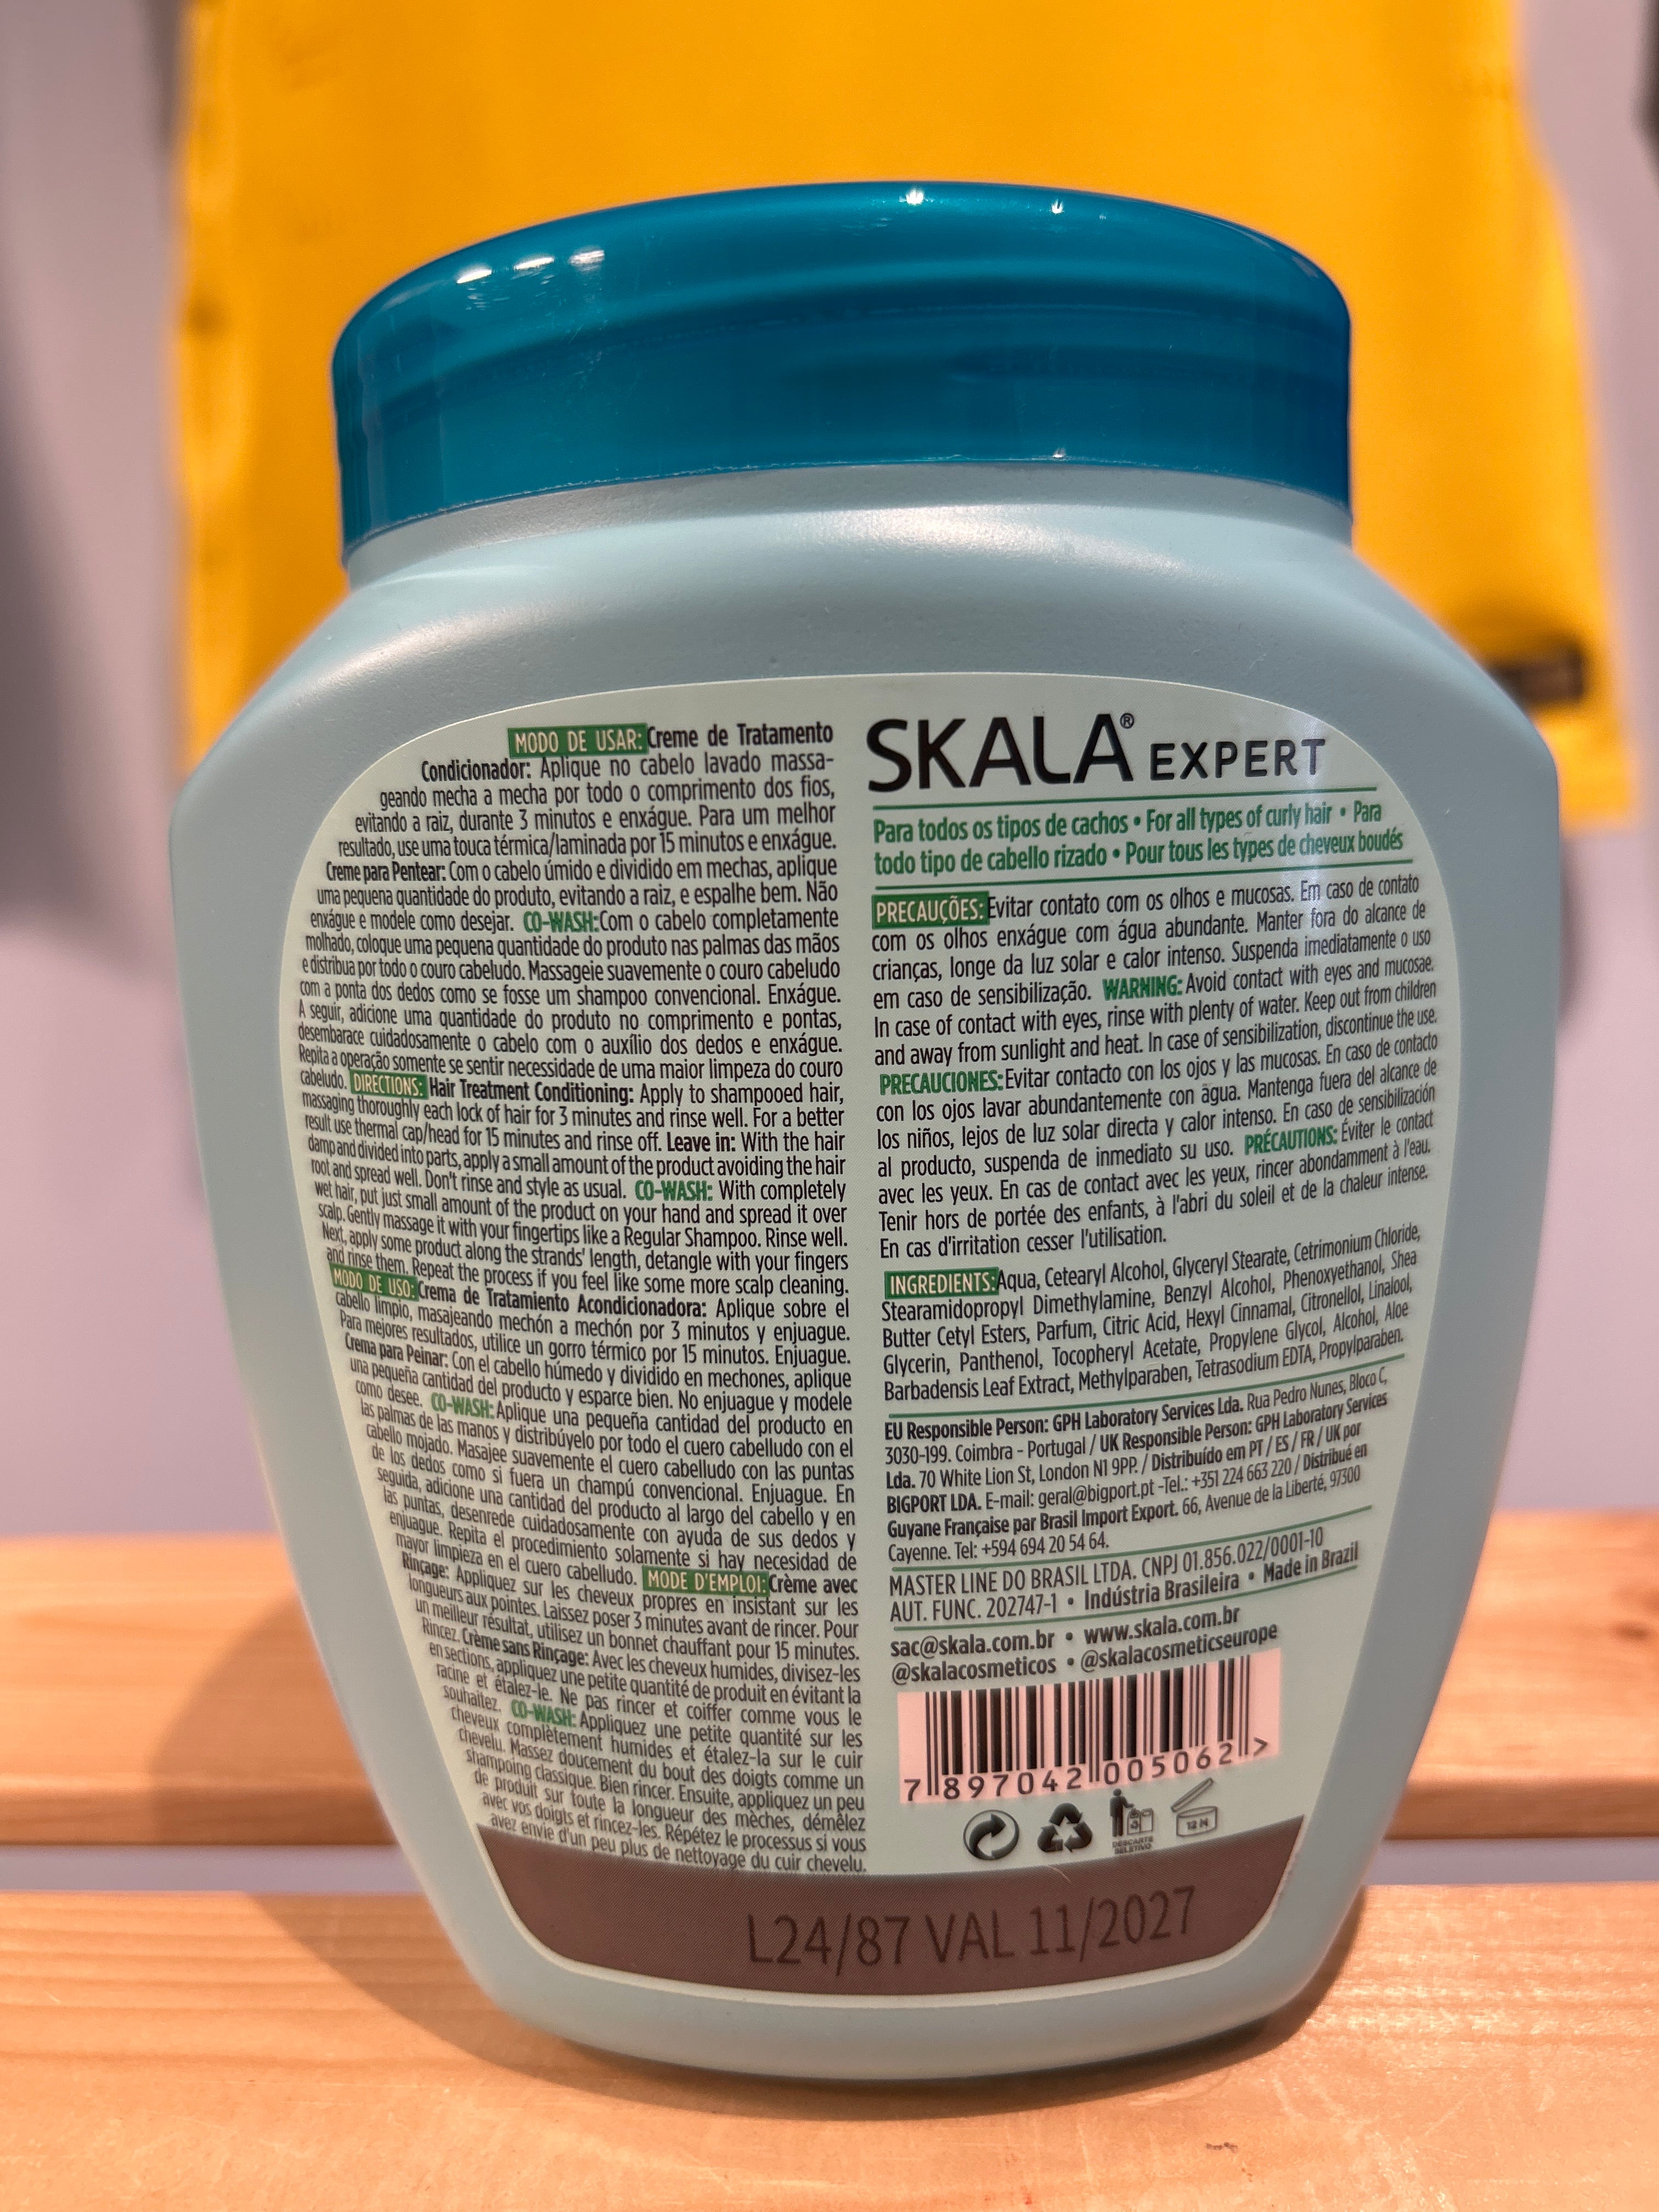 MODO DE USAR: Creme de Tratamento
Condicionador: Aplique no cabelo lavado massa-
geando mecha a mecha por todo o comprimento dos fios,
evitando a raiz, durante 3 minutos e enxágue. Para um melhor
resultado, use uma touca térmica/laminada por 15 minutos e enxágue.
Creme para Pentear: Com o cabelo úmido e dividido em mechas, aplique
uma pequena quantidade do produto, evitando a raiz, e espalhe bem. Não
enxágue e modele como desejar. CO-WASH: Com o cabelo completamente
molhado, coloque uma pequena quantidade do produto nas palmas das mãos
e distribua por todo o couro cabeludo. Massageie suavemente o couro cabeludo
com a ponta dos dedos como se fosse um shampoo convencional. Enxágue.
A seguir, adicione uma quantidade do produto no comprimento e pontas,
desembarace cuidadosamente o cabelo com o auxílio dos dedos e enxágue.
Repita a operação somente se sentir necessidade de uma maior limpeza do couro
cabeludo. DIRECTIONS: Hair Treatment Conditioning: Apply to shampooed hair,
massaging thoroughly each lock of hair for 3 minutes and rinse well. For a better
result use thermal cap/head for 15 minutes and rinse off. Leave in: With the hair
damp and divided into parts, apply a small amount of the product avoiding the hair
root and spread well. Don't rinse and style as usual. CO-WASH: With completely
wet hair, put just small amount of the product on your hand and spread it over
scalp. Gently massage it with your fingertips like a Regular Shampoo. Rinse well.
Next, apply some product along the strands' length, detangle with your fingers
and rinse them. Repeat the process if you feel like some more scalp cleaning.
MODO DE USO: Crema de Tratamiento Acondicionadora: Aplique sobre el
cabello limpio, masajeando mechón a mechón por 3 minutos y enjuague.
Para mejores resultados, utilice un gorro térmico por 15 minutos. Enjuague.
Crema para Peinar: Con el cabello húmedo y dividido en mechones, aplique
una pequeña cantidad del producto y esparce bien. No enjuague y modele
como desee. CO-WASH: Aplique una pequeña cantidad del producto en
las palmas de las manos y distribúyelo por todo el cuero cabelludo con el
cabello mojado. Masajee suavemente el cuero cabelludo con las puntas
de los dedos como si fuera un champú convencional. Enjuague. En
seguida, adicione una cantidad del producto al largo del cabello y en
las puntas, desenrede cuidadosamente con ayuda de sus dedos y
enjuague. Repita el procedimiento solamente si hay necesidad de
mayor limpieza en el cuero cabelludo. MODE D'EMPLOI: Crème avec
Rinçage: Appliquez sur les cheveux propres en insistant sur les
longueurs aux pointes. Laissez poser 3 minutes avant de rincer. Pour
un meilleur résultat, utilisez un bonnet chauffant pour 15 minutes.
Rincez. Crème sans Rinçage: Avec les cheveux humides, divisez-les
en sections, appliquez une petite quantité de produit en évitant la
racine et étalez-le. Ne pas rincer et coiffer comme vous le
souhaitez. CO-WASH: Appliquez une petite quantité sur les
cheveux complètement humides et étalez-la sur le cuir
chevelu. Massez doucement du bout des doigts comme un
shampoing classique. Bien rincer. Ensuite, appliquez un peu
de produit sur toute la longueur des mèches, démêlez
avec vos doigts et rincez-les. Répétez le processus si vous
avez envie d'un peu plus de nettoyage du cuir chevelu.
SKALA® EXPERT
Para todos os tipos de cachos • For all types of curly hair • Para
todo tipo de cabello rizado • Pour tous les types de cheveux boudés
PRECAUÇÕES: Evitar contato com os olhos e mucosas. Em caso de contato
com os olhos enxágue com água abundante. Manter fora do alcance de
crianças, longe da luz solar e calor intenso. Suspenda imediatamente o uso
em caso de sensibilização. WARNING: Avoid contact with eyes and mucosae.
In case of contact with eyes, rinse with plenty of water. Keep out from children
and away from sunlight and heat. In case of sensibilization, discontinue the use.
PRECAUCIONES: Evitar contacto con los ojos y las mucosas. En caso de contacto
con los ojos lavar abundantemente con agua. Mantenga fuera del alcance de
los niños, lejos de luz solar directa y calor intenso. En caso de sensibilización
al producto, suspenda de inmediato su uso. PRÉCAUTIONS: Éviter le contact
avec les yeux. En cas de contact avec les yeux, rincer abondamment à l'eau.
Tenir hors de portée des enfants, à l'abri du soleil et de la chaleur intense.
En cas d'irritation cesser l'utilisation.
INGREDIENTS: Aqua, Cetearyl Alcohol, Glyceryl Stearate, Cetrimonium Chloride,
Stearamidopropyl Dimethylamine, Benzyl Alcohol, Phenoxyethanol, Shea
Butter Cetyl Esters, Parfum, Citric Acid, Hexyl Cinnamal, Citronellol, Linalool,
Glycerin, Panthenol, Tocopheryl Acetate, Propylene Glycol, Alcohol, Aloe
Barbadensis Leaf Extract, Methylparaben, Tetrasodium EDTA, Propylparaben.
EU Responsible Person: GPH Laboratory Services Lda. Rua Pedro Nunes, Bloco C,
3030-199. Coimbra - Portugal / UK Responsible Person: GPH Laboratory Services
Lda. 70 White Lion St, London N1 9PP. / Distribuído em PT / ES / FR / UK por
BIGPORT LDA. E-mail: geral@bigport.pt -Tel.: +351 224 663 220 / Distribué en
Guyane Française par Brasil Import Export. 66, Avenue de la Liberté, 97300
Cayenne. Tel: +594 694 20 54 64.
MASTER LINE DO BRASIL LTDA. CNPJ 01.856.022/0001-10
AUT. FUNC. 202747-1 • Indústria Brasileira • Made in Brazil
sac@skala.com.br • www.skala.com.br
@skalacosmeticos • @skalacosmeticseurope
7 897042 005062 >
DESCARTE
SELETIVO
12 M
L24/87 VAL 11/2027